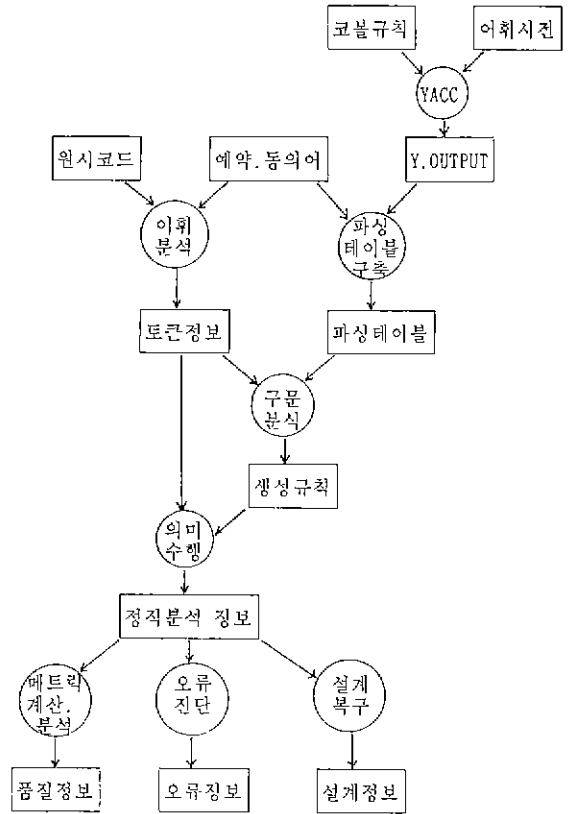 코볼규칙
어휘사전
YACC
원시코드
예약.동의어
Y.OUTPUT
어휘
분석
파싱
테이블
구축
토큰정보
파싱테이블
구문
분석
생성규칙
의미
수행
정적분석 정보
메트릭
계산.
분석
오류
진단
설계
복구
품질정보
오류정보
설계정보